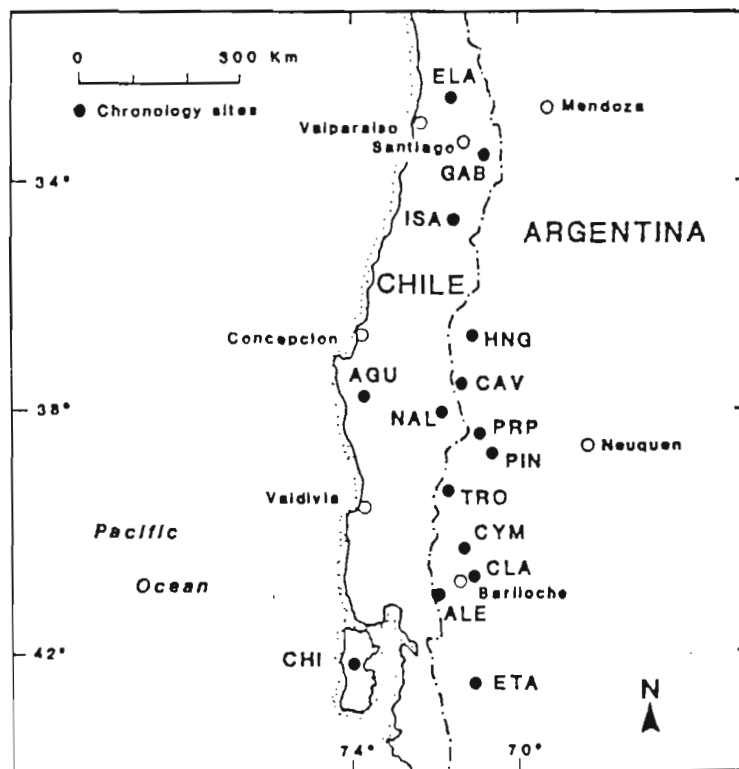 0 300 Km
● Chronology sites
ELA
Mendoza
Valparaiso
Santiago
GAB
34°
ISA
ARGENTINA
CHILE
Concepcion
HNG
AGU
CAV
38°
NAL
PRP
Neuquen
PIN
TRO
Valdivia
Pacific
Ocean
CYM
CLA
Bariloche
ALE
42°
CHI
ETA
N
74° 70°